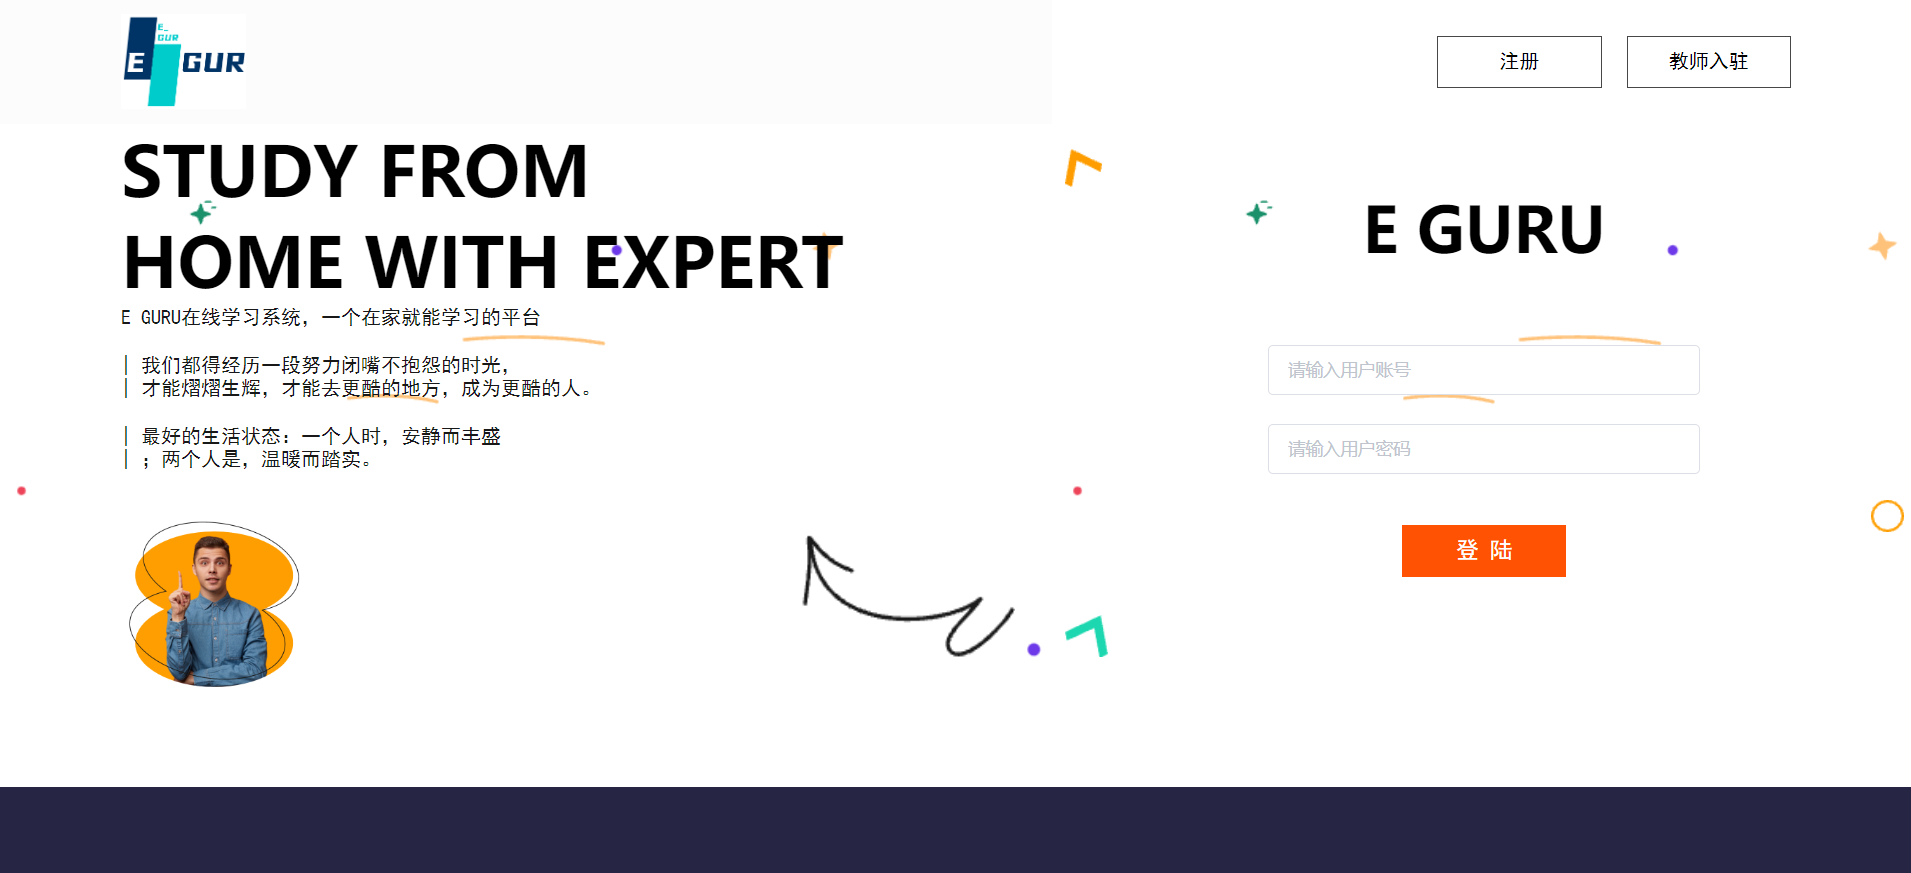 E_
GUR
E GUR
注册
教师入驻
STUDY FROM
HOME WITH EXPERT
E GURU在线学习系统，一个在家就能学习的平台
| 我们都得经历一段努力闭嘴不抱怨的时光，
| 才能熠熠生辉，才能去更酷的地方，成为更酷的人。
| 最好的生活状态：一个人时，安静而丰盛
| ；两个人是，温暖而踏实。
E GURU
请输入用户账号
请输入用户密码
登 陆